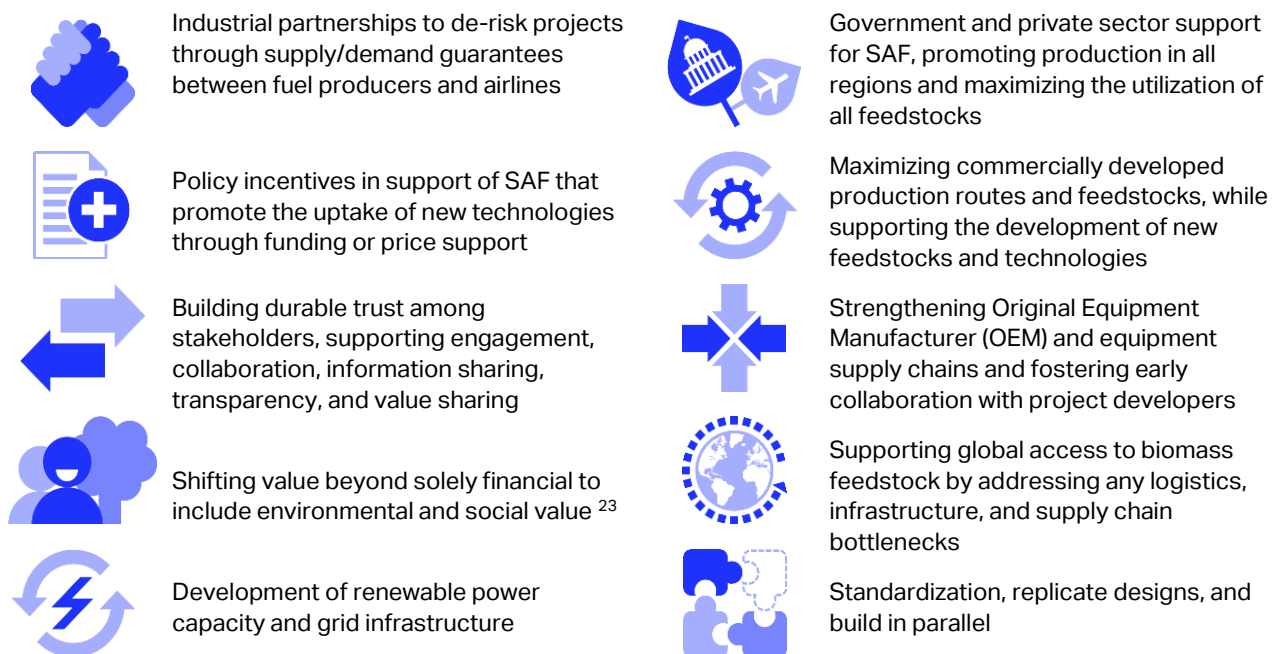 Industrial partnerships to de-risk projects
through supply/demand guarantees
between fuel producers and airlines
Policy incentives in support of SAF that
promote the uptake of new technologies
through funding or price support
Building durable trust among
stakeholders, supporting engagement,
collaboration, information sharing,
transparency, and value sharing
Shifting value beyond solely financial to
include environmental and social value 23
Development of renewable power
capacity and grid infrastructure
Government and private sector support
for SAF, promoting production in all
regions and maximizing the utilization of
all feedstocks
Maximizing commercially developed
production routes and feedstocks, while
supporting the development of new
feedstocks and technologies
Strengthening Original Equipment
Manufacturer (OEM) and equipment
supply chains and fostering early
collaboration with project developers
Supporting global access to biomass
feedstock by addressing any logistics,
infrastructure, and supply chain
bottlenecks
Standardization, replicate designs, and
build in parallel